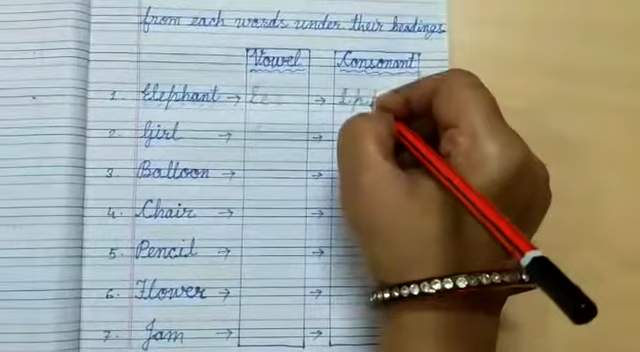 from each words under their headings
Vowel Consonant
1. Elephant → E e →
2. Girl → →
3. Balloon →
4. Chair → →
5. Pencil → →
6. Flower → →
7. Jam → →